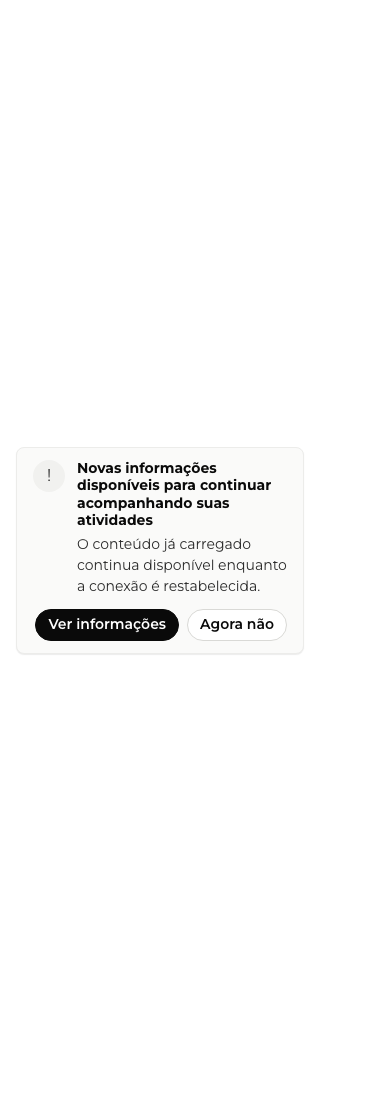 !
Novas informações
disponíveis para continuar
acompanhando suas
atividades
O conteúdo já carregado
continua disponível enquanto
a conexão é restabelecida.
Ver informações
Agora não